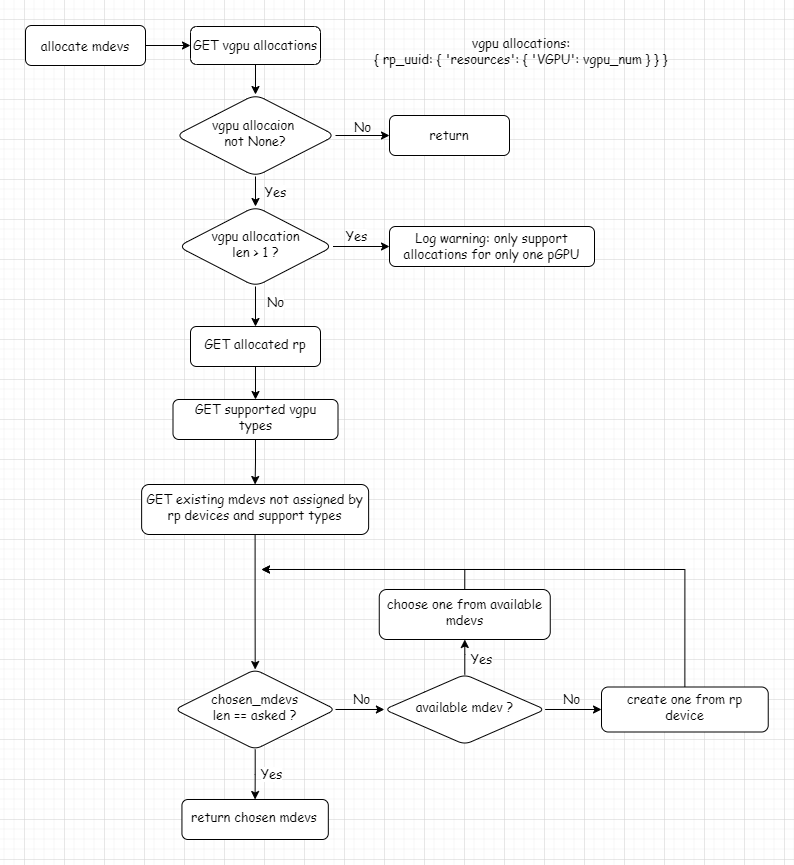 allocate mdevs
GET vgpu allocations
vgpu allocations:
{ rp_uuid: { 'resources': { 'VGPU': vgpu_num } } }
vgpu allocaion
not None?
No
return
Yes
vgpu allocation
len > 1 ?
Yes
Log warning: only support
allocations for only one pGPU
No
GET allocated rp
GET supported vgpu
types
GET existing mdevs not assigned by
rp devices and support types
choose one from available
mdevs
Yes
chosen_mdevs
len == asked ?
No
available mdev ?
No
create one from rp
device
Yes
return chosen mdevs